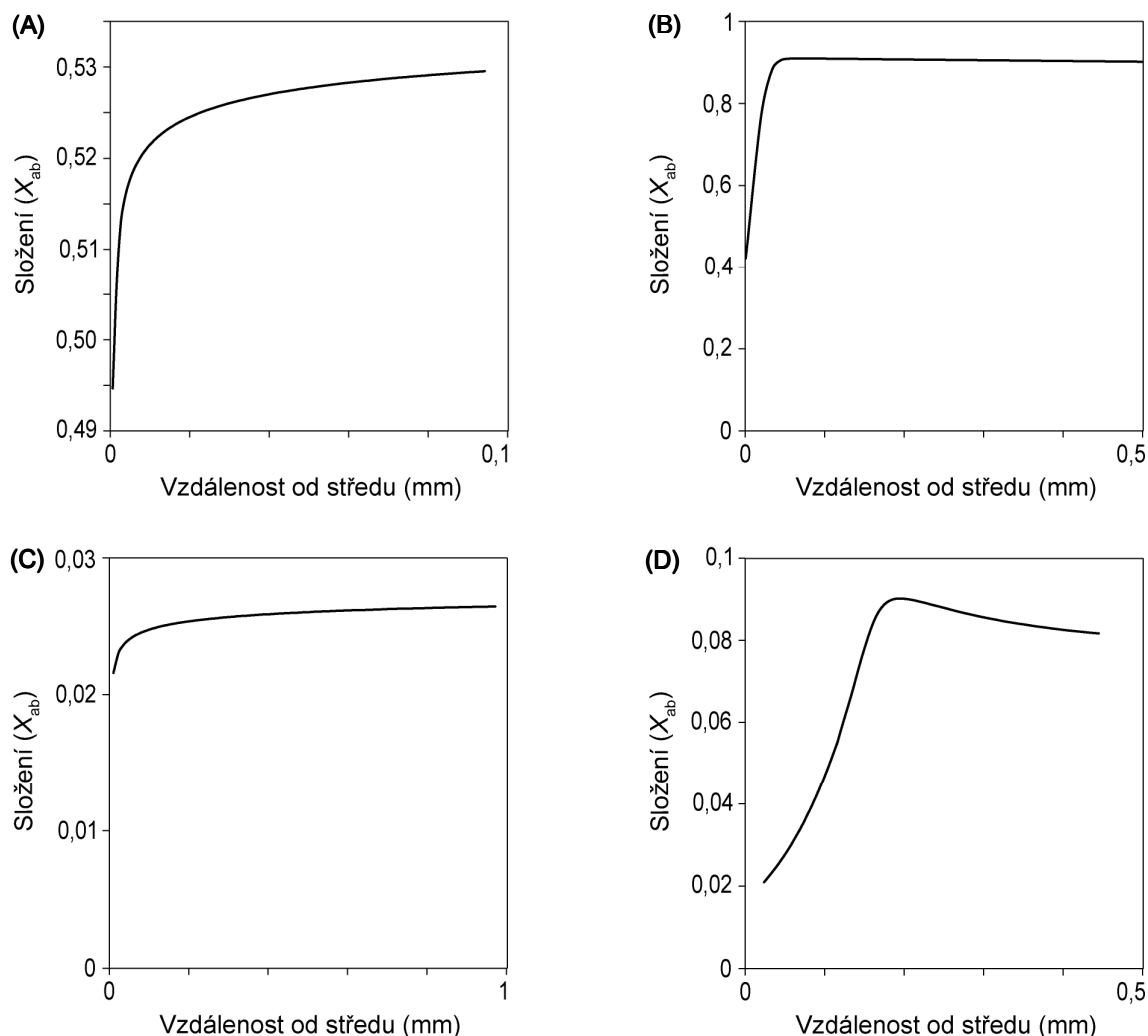 (A)
0,53
0,52
0,51
0,50
0,49
Složení (Xab)
0
0,1
Vzdálenost od středu (mm)
(B)
1
0,8
0,6
0,4
0,2
0
Složení (Xab)
0
0,5
Vzdálenost od středu (mm)
(C)
0,03
0,02
0,01
0
Složení (Xab)
0
1
Vzdálenost od středu (mm)
(D)
0,1
0,08
0,06
0,04
0,02
0
Složení (Xab)
0
0,5
Vzdálenost od středu (mm)